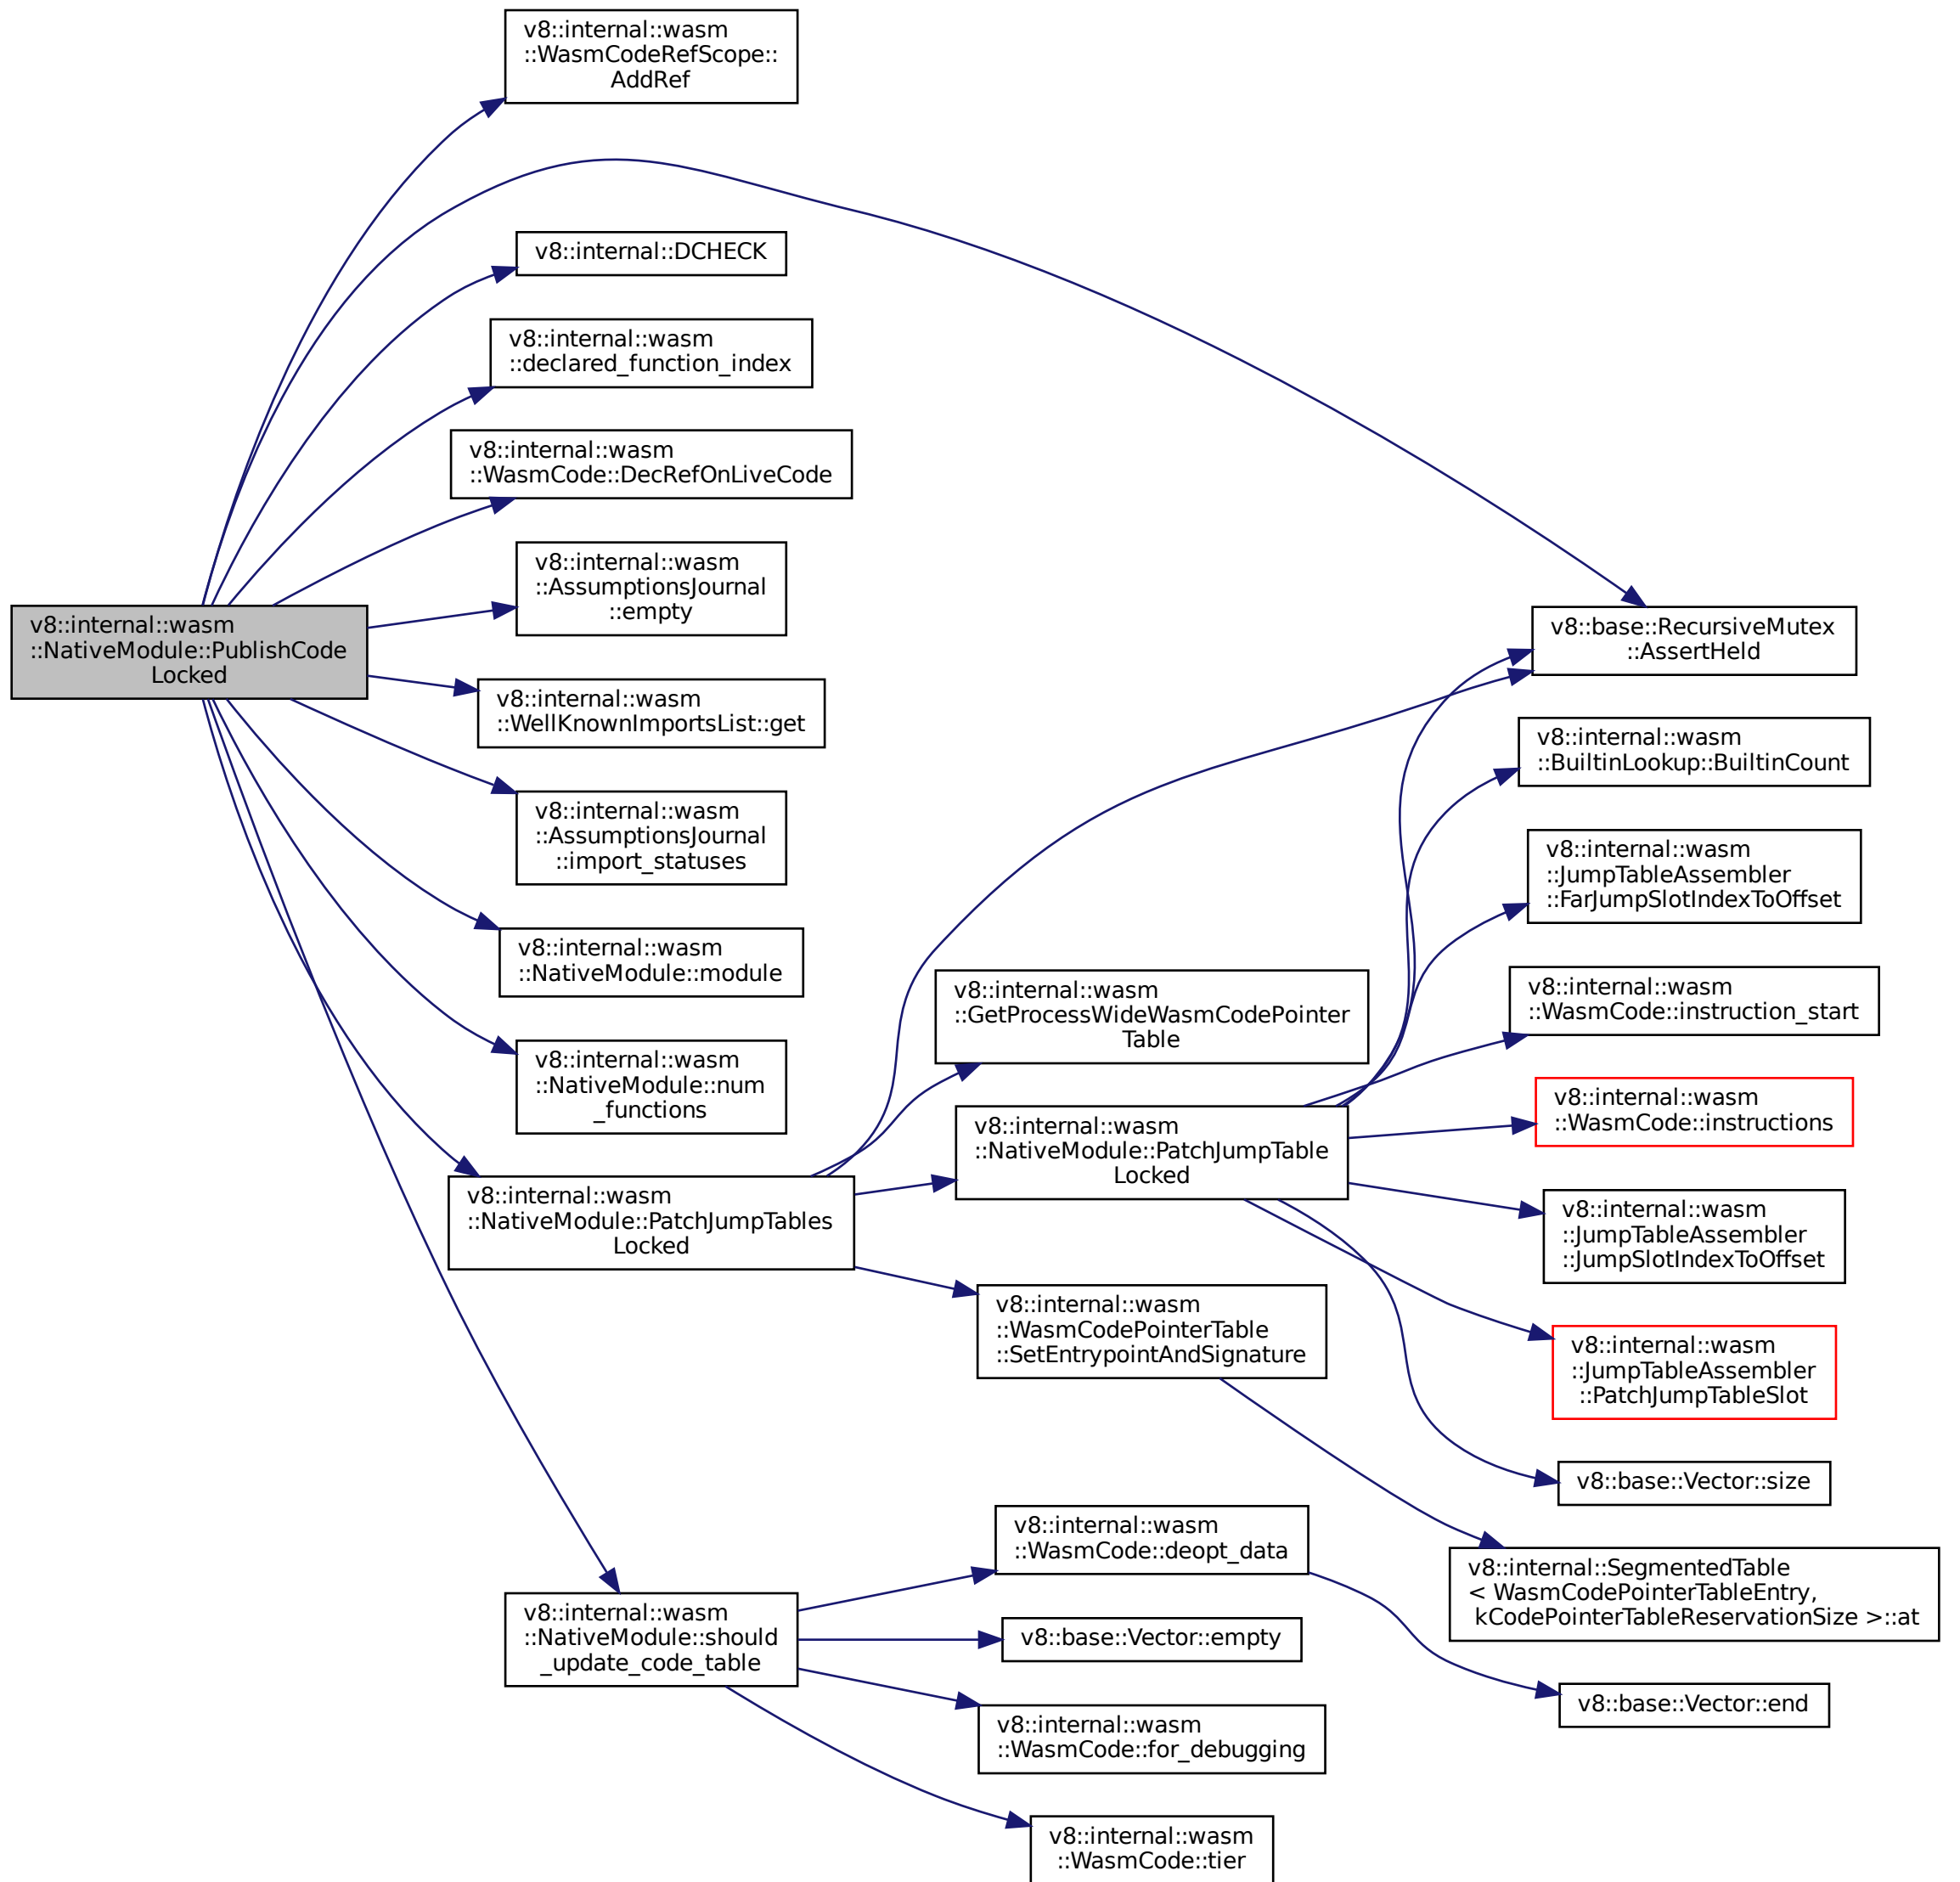 v8::internal::wasm
::WasmCodeRefScope::
AddRef
v8::internal::DCHECK
v8::internal::wasm
::declared_function_index
v8::internal::wasm
::WasmCode::DecRefOnLiveCode
v8::internal::wasm
::AssumptionsJournal
::empty
v8::internal::wasm
::NativeModule::PublishCode
Locked
v8::internal::wasm
::WellKnownImportsList::get
v8::internal::wasm
::AssumptionsJournal
::import_statuses
v8::internal::wasm
::NativeModule::module
v8::internal::wasm
::NativeModule::num
_functions
v8::internal::wasm
::NativeModule::PatchJumpTables
Locked
v8::internal::wasm
::NativeModule::should
_update_code_table
v8::internal::wasm
::GetProcessWideWasmCodePointer
Table
v8::internal::wasm
::NativeModule::PatchJumpTable
Locked
v8::internal::wasm
::WasmCodePointerTable
::SetEntrypointAndSignature
v8::internal::wasm
::WasmCode::deopt_data
v8::base::Vector::empty
v8::internal::wasm
::WasmCode::for_debugging
v8::internal::wasm
::WasmCode::tier
v8::base::RecursiveMutex
::AssertHeld
v8::internal::wasm
::BuiltinLookup::BuiltinCount
v8::internal::wasm
::JumpTableAssembler
::FarJumpSlotIndexToOffset
v8::internal::wasm
::WasmCode::instruction_start
v8::internal::wasm
::WasmCode::instructions
v8::internal::wasm
::JumpTableAssembler
::JumpSlotIndexToOffset
v8::internal::wasm
::JumpTableAssembler
::PatchJumpTableSlot
v8::base::Vector::size
v8::internal::SegmentedTable
< WasmCodePointerTableEntry,
kCodePointerTableReservationSize >::at
v8::base::Vector::end